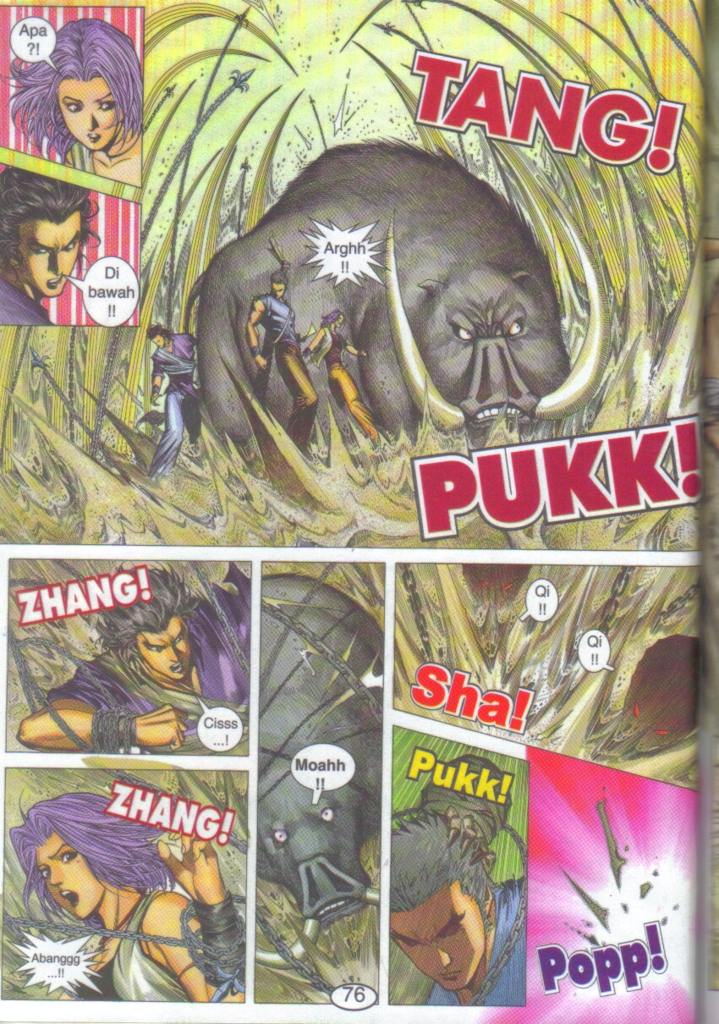 Apa
?!
TANG!
Arghh
!!
Di
bawah
!!
PUKK!
ZHANG!
Cisss
...!
Moahh
!!
Qi
!!
Qi
!!
Sha!
ZHANG!
Abanggg
...!!
Pukk!
Popp!
76